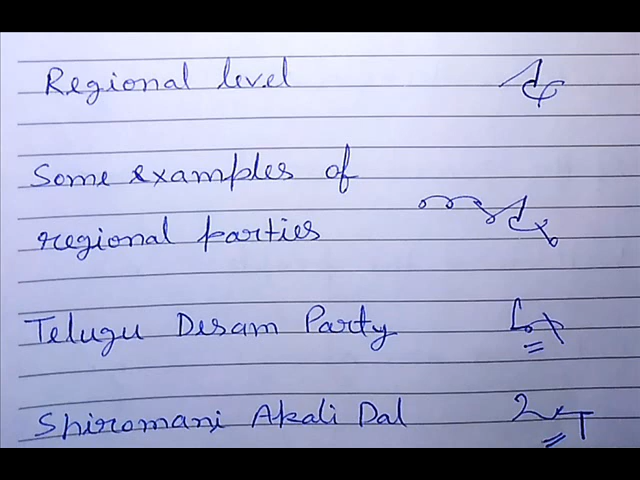 Regional level
Some examples of
regional parties
Telugu Desam Party
Shiromani Akali Dal